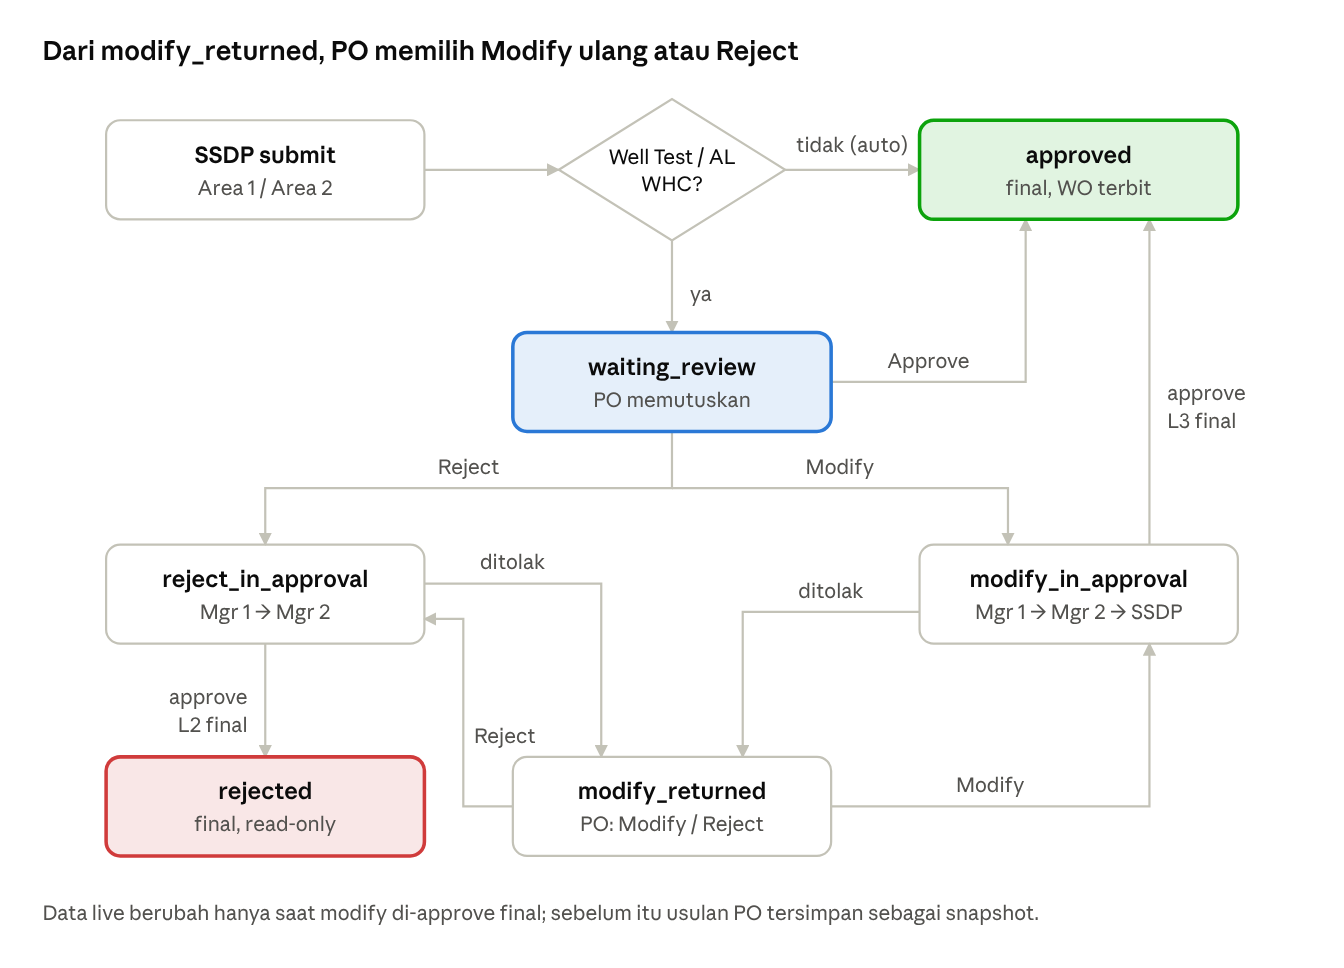 Dari modify_returned, PO memilih Modify ulang atau Reject
SSDP submit
Area 1 / Area 2
Well Test / AL
WHC?
tidak (auto)
approved
final, WO terbit
ya
waiting_review
PO memutuskan
Approve
approve
L3 final
Reject
Modify
reject_in_approval
Mgr 1 → Mgr 2
ditolak
ditolak
modify_in_approval
Mgr 1 → Mgr 2 → SSDP
approve
L2 final
Reject
rejected
final, read-only
modify_returned
PO: Modify / Reject
Modify
Data live berubah hanya saat modify di-approve final; sebelum itu usulan PO tersimpan sebagai snapshot.